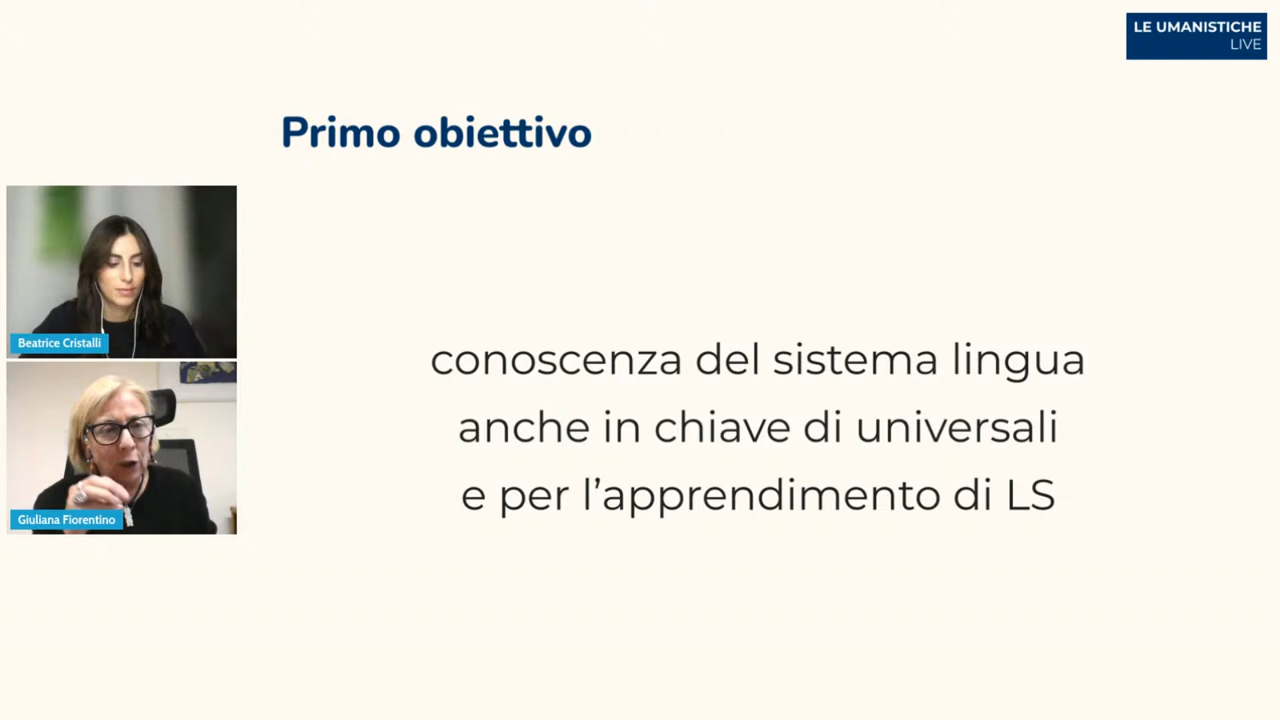 LE UMANISTICHE
LIVE
Primo obiettivo
Beatrice Cristalli
Giuliana Fiorentino
conoscenza del sistema lingua
anche in chiave di universali
e per l’apprendimento di LS